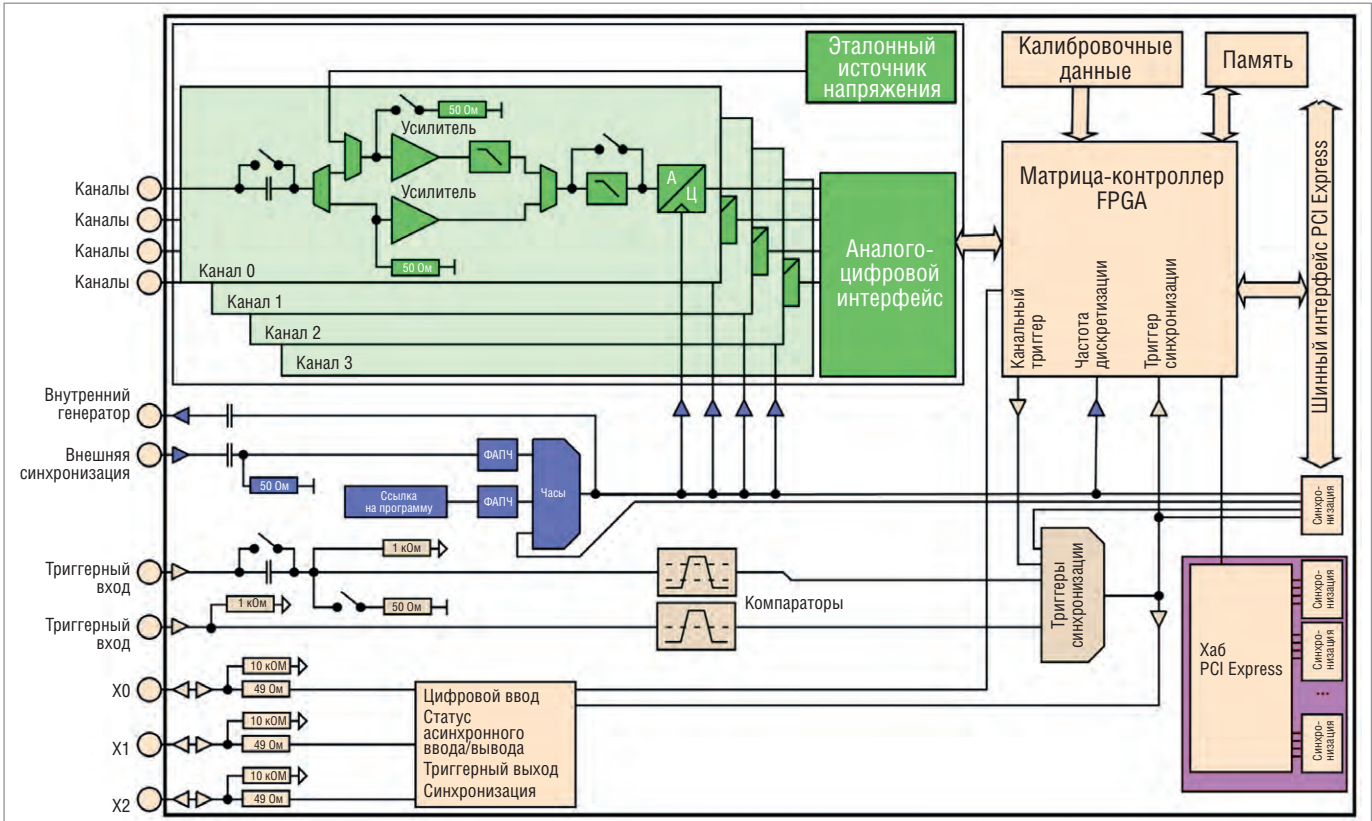 Эталонный
источник
напряжения
Калибровочные
данные
Память
50 Ом
Усилитель
Усилитель
50 Ом
А
Ц
Каналы
Каналы
Каналы
Каналы
Канал 0
Канал 1
Канал 2
Канал 3
Аналого-
цифровой
интерфейс
Матрица-контроллер
FPGA
Канальный
триггер
Частота
дискретизации
Триггер
синхронизации
Шинный интерфейс PCI Express
Внутренний
генератор
Внешняя
синхронизация
50 Ом
ФАПЧ
Ссылка
на программу
ФАПЧ
Часы
Синхро-
низация
Триггерный
вход
1 кОм
50 Ом
Триггерный
вход
1 кОм
Компараторы
Триггеры
синхронизации
Хаб
PCI Express
Синхро-
низация
Синхро-
низация
...
Синхро-
низация
X0
10 кОМ
49 Ом
X1
10 кОМ
49 Ом
X2
10 кОМ
49 Ом
Цифровой ввод
Статус
асинхронного
ввода/вывода
Триггерный выход
Синхронизация